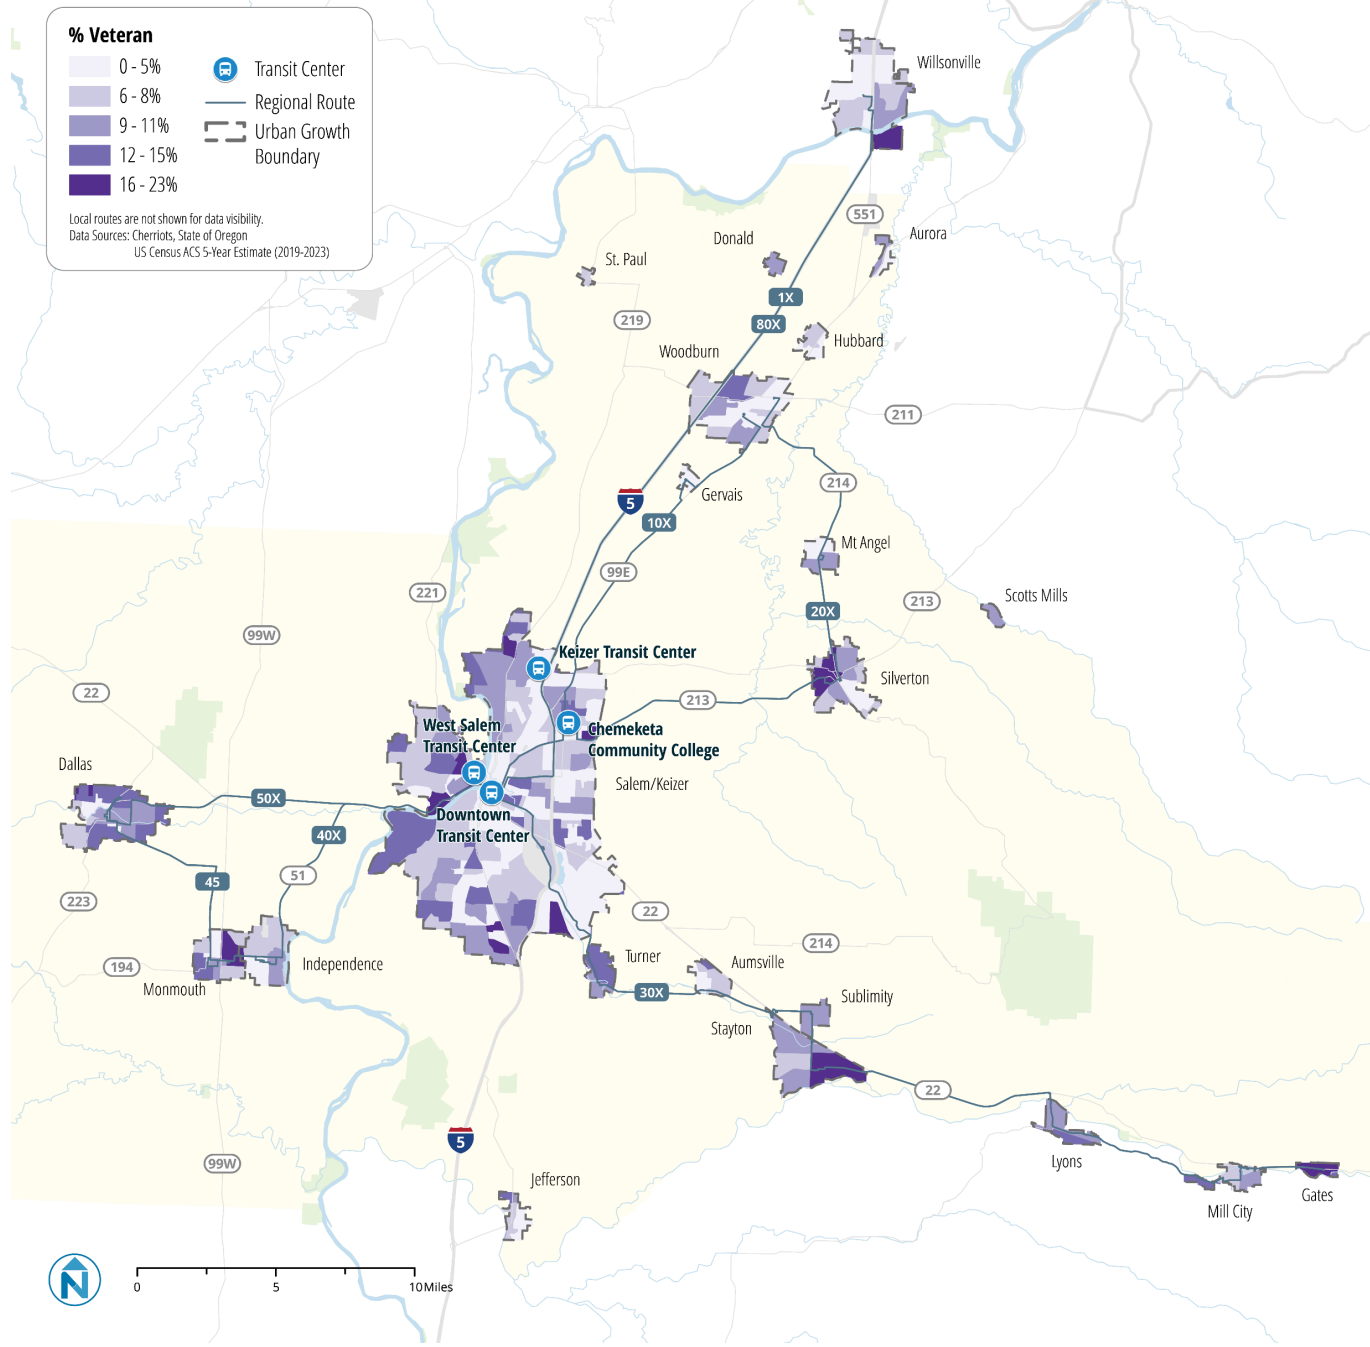 % Veteran
0 - 5%
6 - 8%
9 - 11%
12 - 15%
16 - 23%
Transit Center
Regional Route
Urban Growth
Boundary
Local routes are not shown for data visibility.
Data Sources: Cherriots, State of Oregon
US Census ACS 5-Year Estimate (2019-2023)
Wilsonville
551
Aurora
Donald
St. Paul
1X
219
80X
Hubbard
Woodburn
211
214
Gervais
5
10X
Mt Angel
99E
221
Scotts Mills
213
20X
99W
Keizer Transit Center
Silverton
22
213
West Salem
Transit Center
Chemeketa
Community College
Dallas
Salem/Keizer
50X
Downtown
Transit Center
40X
51
45
223
22
214
Turner
Aumsville
Independence
194
Monmouth
30X
Sublimity
Stayton
22
5
Lyons
99W
Jefferson
Gates
Mill City
N
0 5 10 Miles